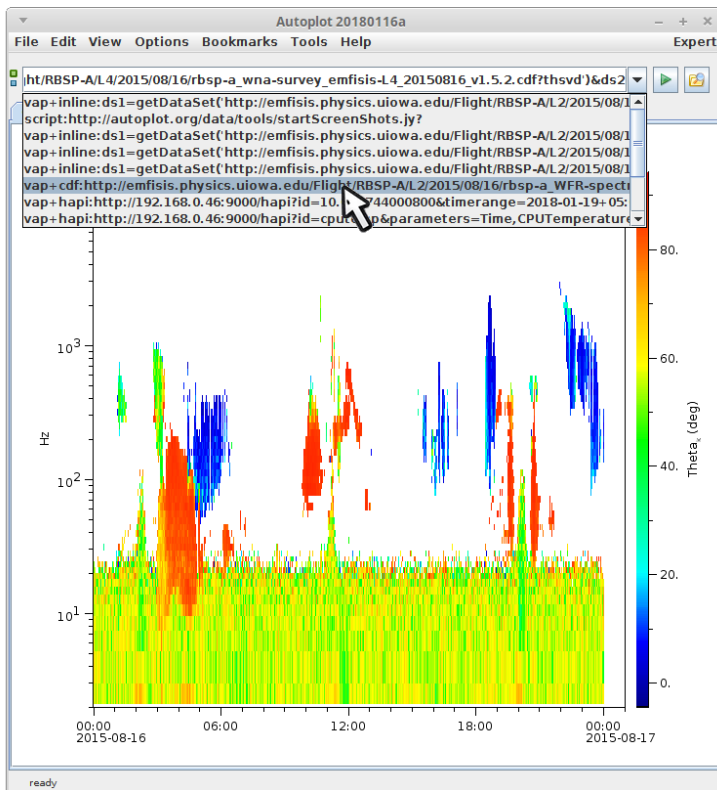 Autoplot 20180116a
File Edit View Options Bookmarks Tools Help Expert
ht/RBSP-A/L4/2015/08/16/rbsp-a_wna-survey_emfisis-L4_20150816_v1.5.2.cdf?thsvd')&ds2
vap+inline:ds1=getDataSet('http://emfisis.physics.uiowa.edu/Flight/RBSP-A/L2/2015/08/1
script:http://autoplot.org/data/tools/startScreenShots.jy?
vap+inline:ds1=getDataSet('http://emfisis.physics.uiowa.edu/Flight/RBSP-A/L2/2015/08/1
vap+inline:ds1=getDataSet('http://emfisis.physics.uiowa.edu/Flight/RBSP-A/L2/2015/08/1
vap+inline:ds1=getDataSet('http://emfisis.physics.uiowa.edu/Flight/RBSP-A/L2/2015/08/1
vap+cdf:http://emfisis.physics.uiowa.edu/Flight/RBSP-A/L2/2015/08/16/rbsp-a_WFR-spectr
vap+hapi:http://192.168.0.46:9000/hapi?id=10. 744000800&timerange=2018-01-19+05:
vap+hapi:http://192.168.0.46:9000/hapi?id=cput p&parameters=Time,CPUTemperature
80.
60.
40.
20.
0.
Theta_k (deg)
10³
10²
10¹
Hz
00:00 06:00 12:00 18:00 00:00
2015-08-16 2015-08-17
ready